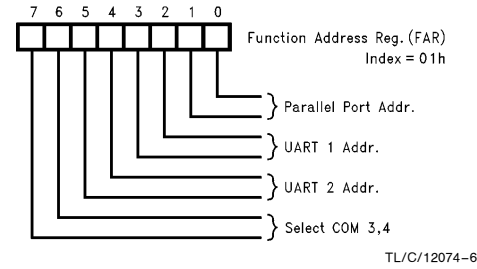 7 6 5 4 3 2 1 0
Function Address Reg. (FAR)
Index = 01h
Parallel Port Addr.
UART 1 Addr.
UART 2 Addr.
Select COM 3,4
TL/C/12074-6